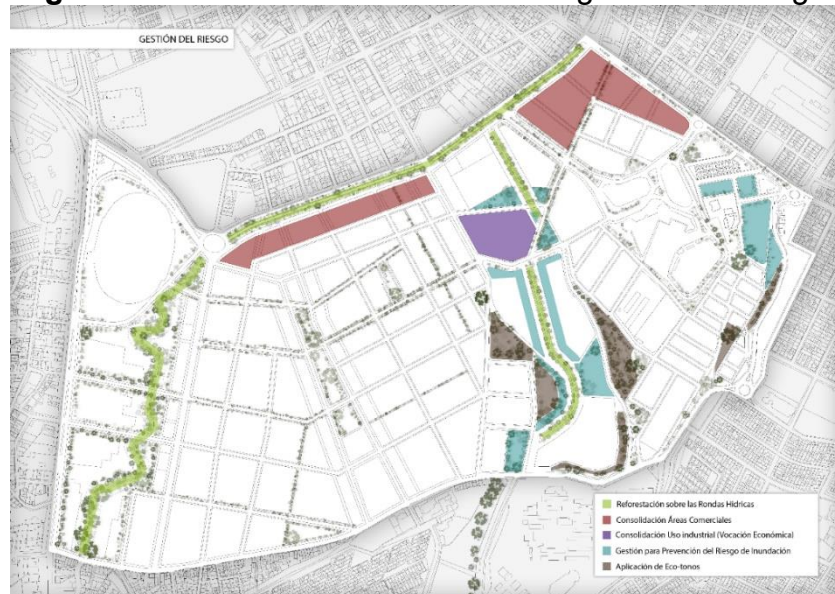 GESTIÓN DEL RIESGO
Reforestación sobre las Rondas Hídricas
Consolidación Áreas Comerciales
Consolidación Uso industrial (Vocación Económica)
Gestión para Prevención del Riesgo de Inundación
Aplicación de Eco-tonos